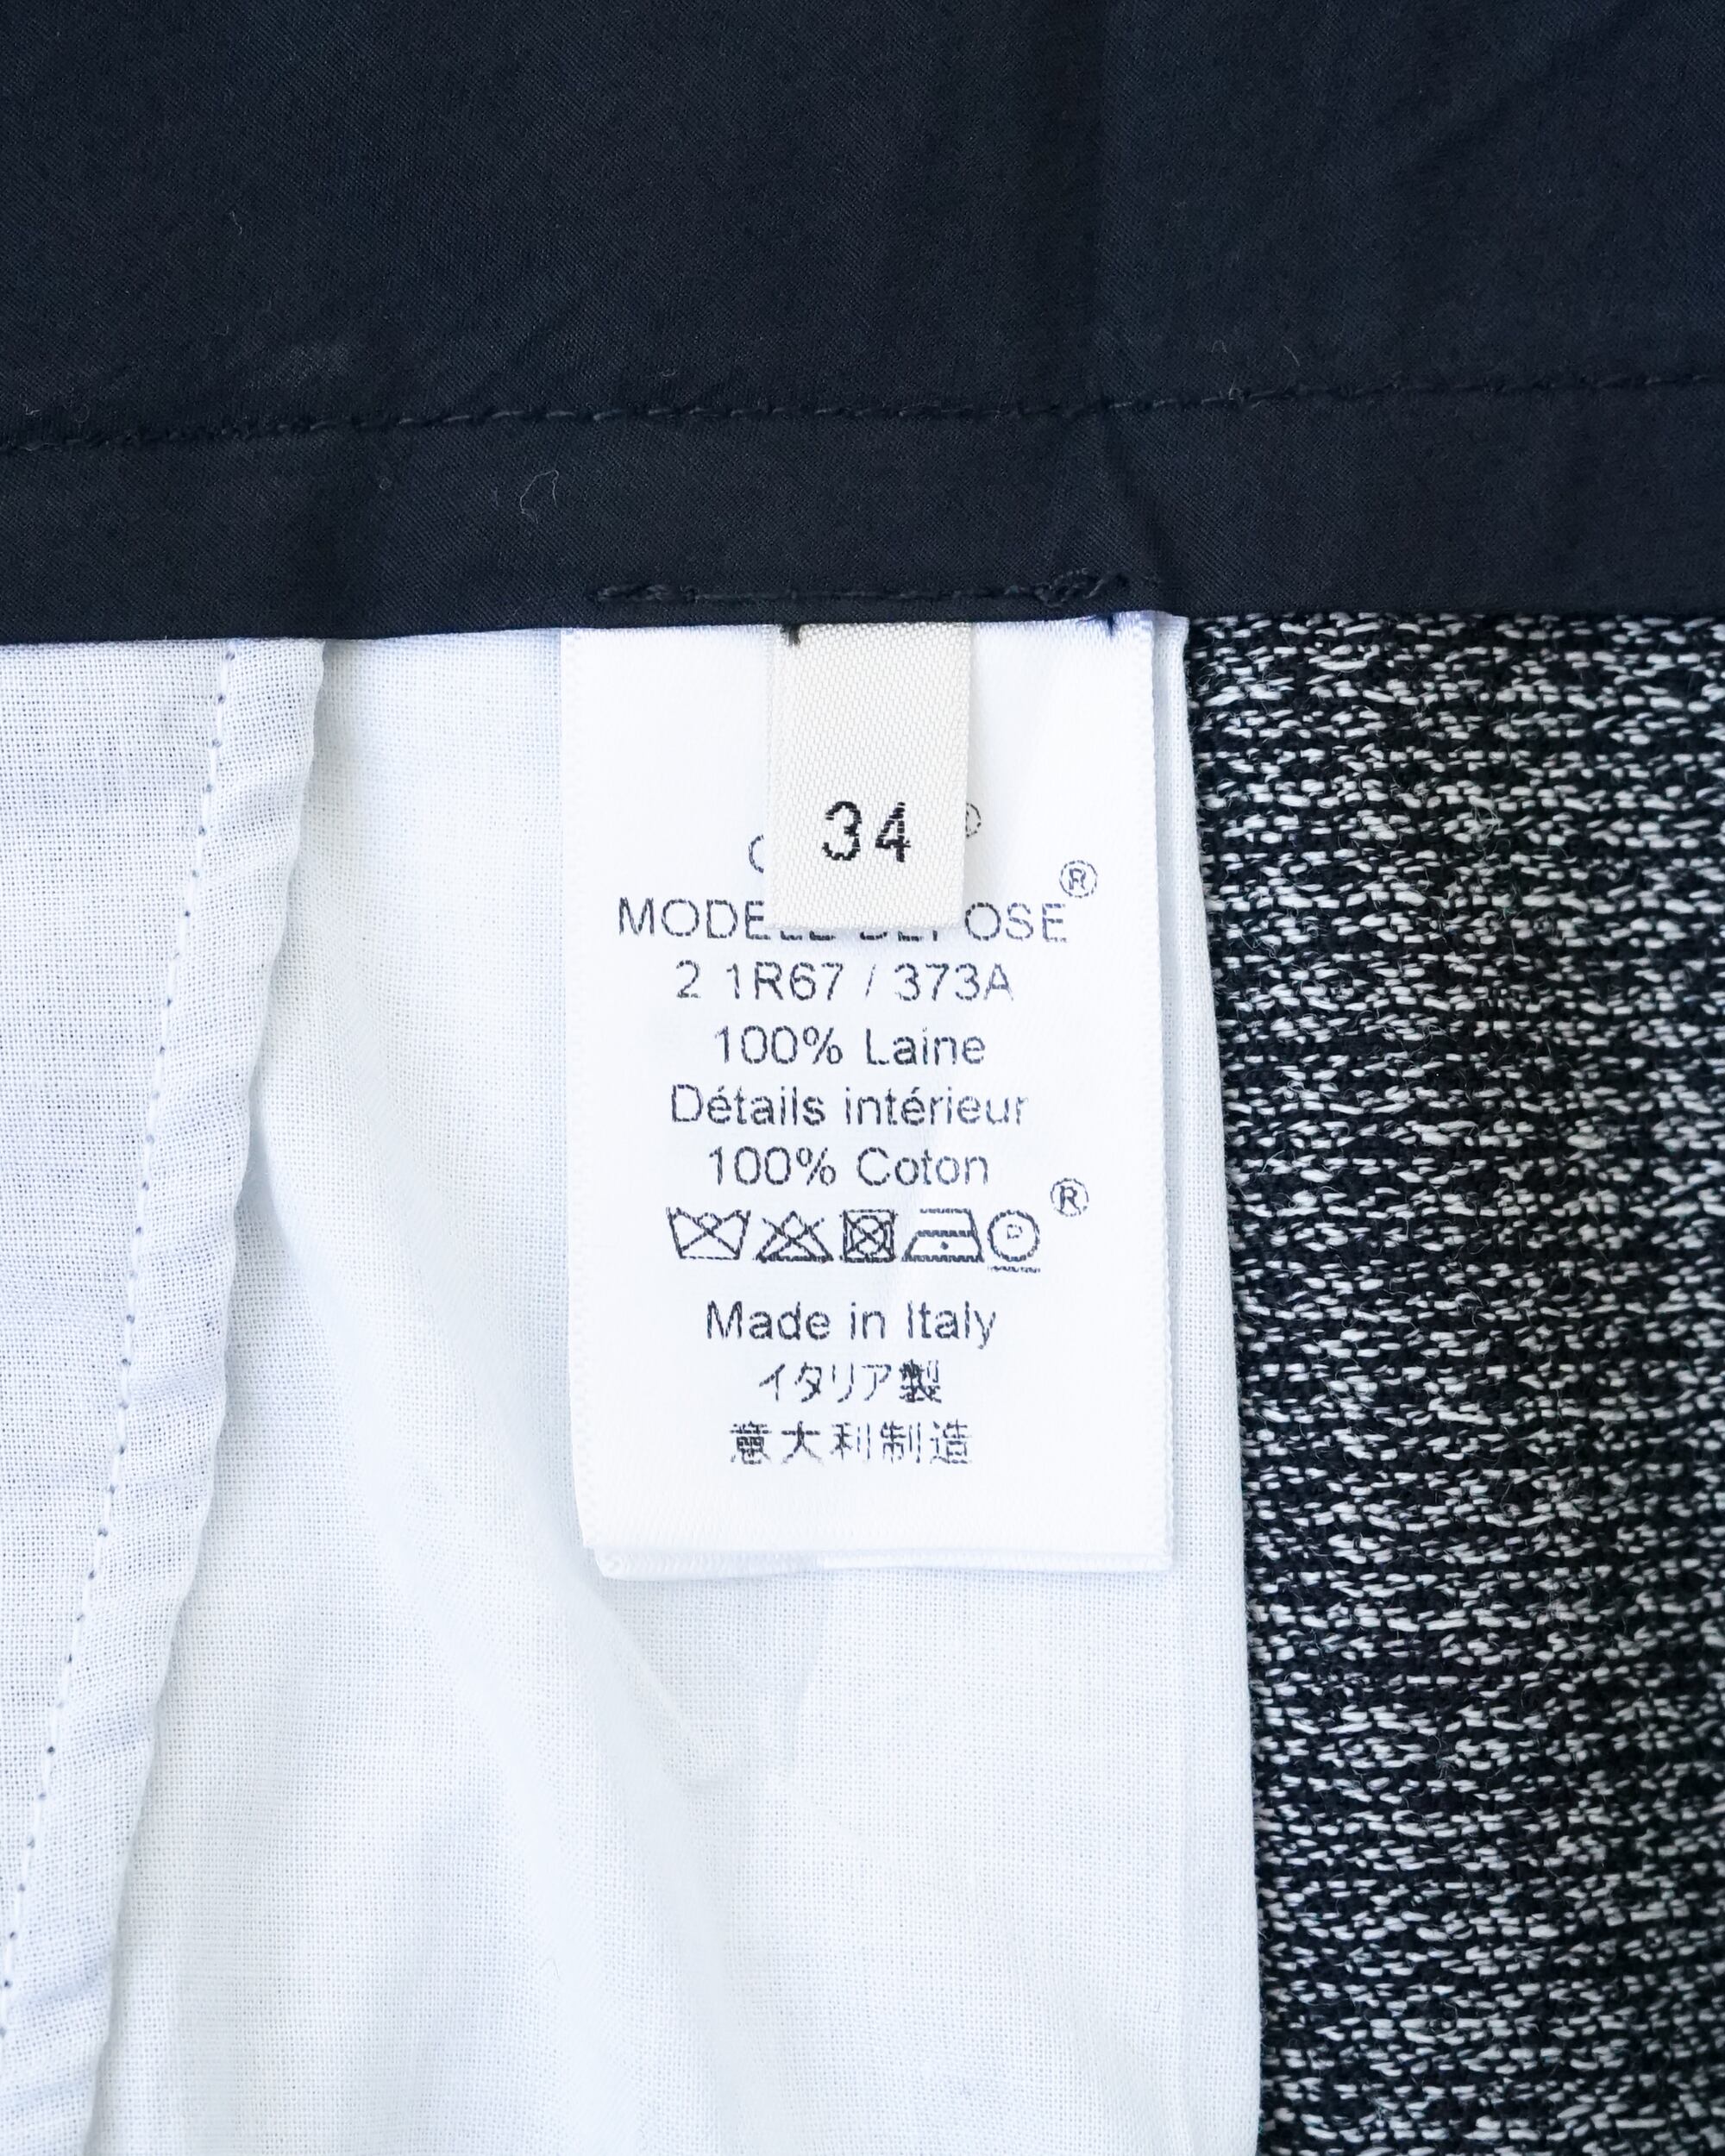 34
®
MODELE DEPOSE®
2 1R67 / 373A
100% Laine
Détails intérieur
100% Coton
®
Made in Italy
イタリア製
意大利制造